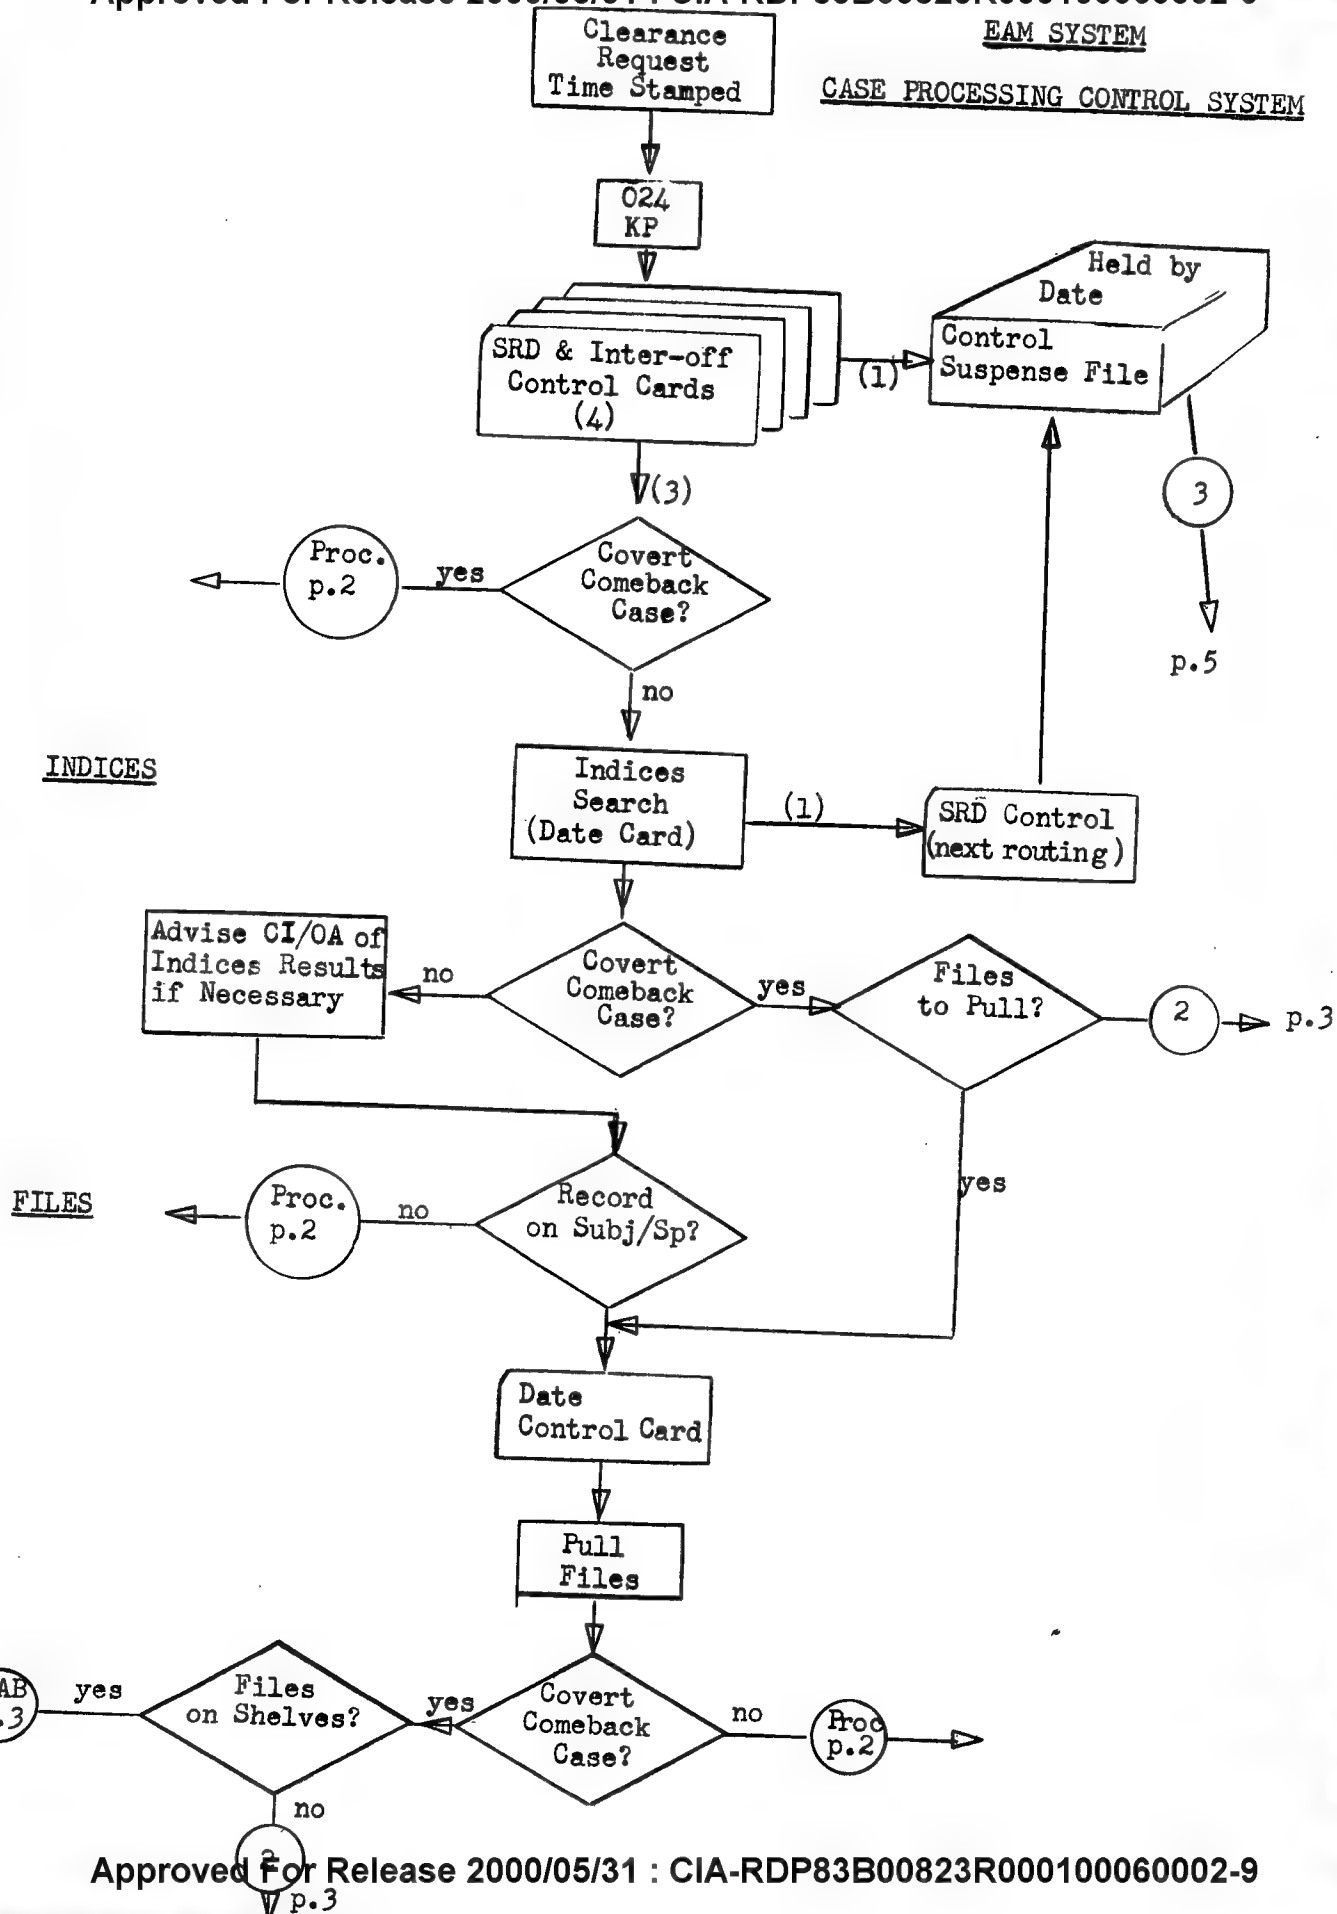 Approved For Release 2000/05/31 : CIA-RDP83B00823R000100060002-9
EAM SYSTEM
CASE PROCESSING CONTROL SYSTEM
Clearance
Request
Time Stamped
024
KP
SRD & Inter-off
Control Cards
(4)
(1)
Held by
Date
Control
Suspense File
3
p.5
(3)
Covert
Comeback
Case?
yes
Proc.
p.2
no
INDICES
Indices
Search
(Date Card)
(1)
SRD Control
(next routing)
Advise CI/OA of
Indices Results
if Necessary
no
Covert
Comeback
Case?
yes
Files
to Pull?
2
p.3
yes
FILES
Proc.
p.2
no
Record
on Subj/Sp?
Date
Control Card
Pull
Files
AB
.3
yes
Files
on Shelves?
yes
Covert
Comeback
Case?
no
Proc
p.2
no
p.3
Approved For Release 2000/05/31 : CIA-RDP83B00823R000100060002-9